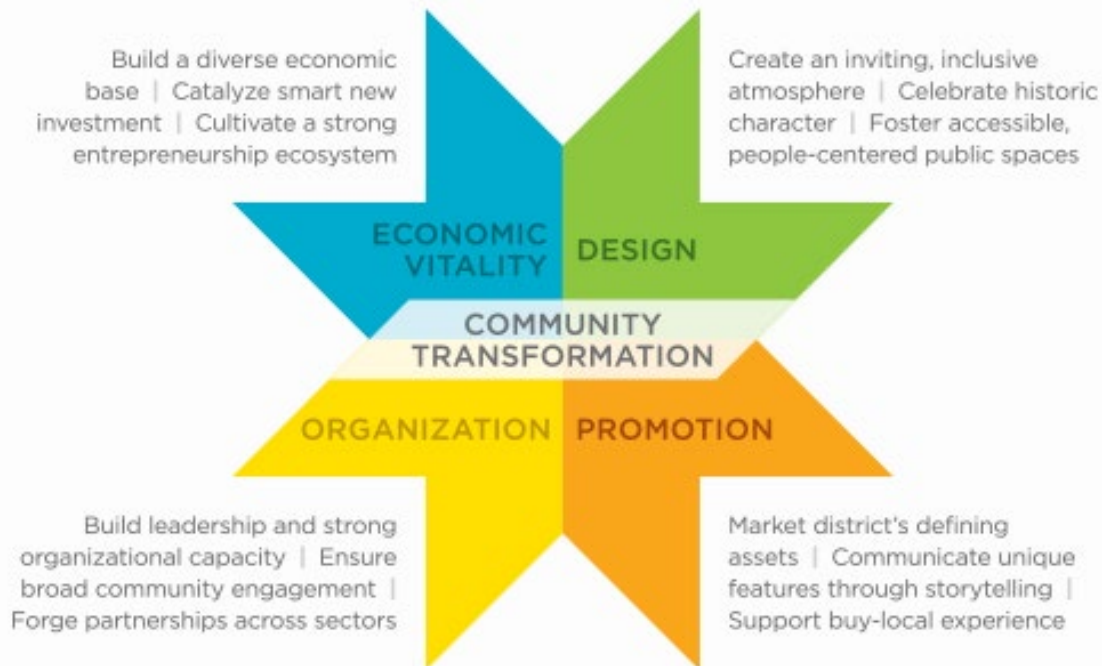 Build a diverse economic
base | Catalyze smart new
investment | Cultivate a strong
entrepreneurship ecosystem
Create an inviting, inclusive
atmosphere | Celebrate historic
character | Foster accessible,
people-centered public spaces
ECONOMIC
VITALITY
DESIGN
COMMUNITY
TRANSFORMATION
ORGANIZATION
PROMOTION
Build leadership and strong
organizational capacity | Ensure
broad community engagement |
Forge partnerships across sectors
Market district's defining
assets | Communicate unique
features through storytelling |
Support buy-local experience